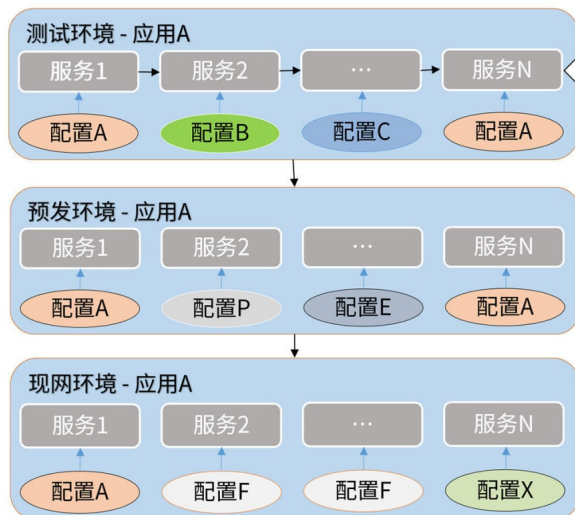 测试环境 - 应用A
服务1 服务2 … 服务N
配置A 配置B 配置C 配置A
预发环境 - 应用A
服务1 服务2 … 服务N
配置A 配置P 配置E 配置A
现网环境 - 应用A
服务1 服务2 … 服务N
配置A 配置F 配置F 配置X